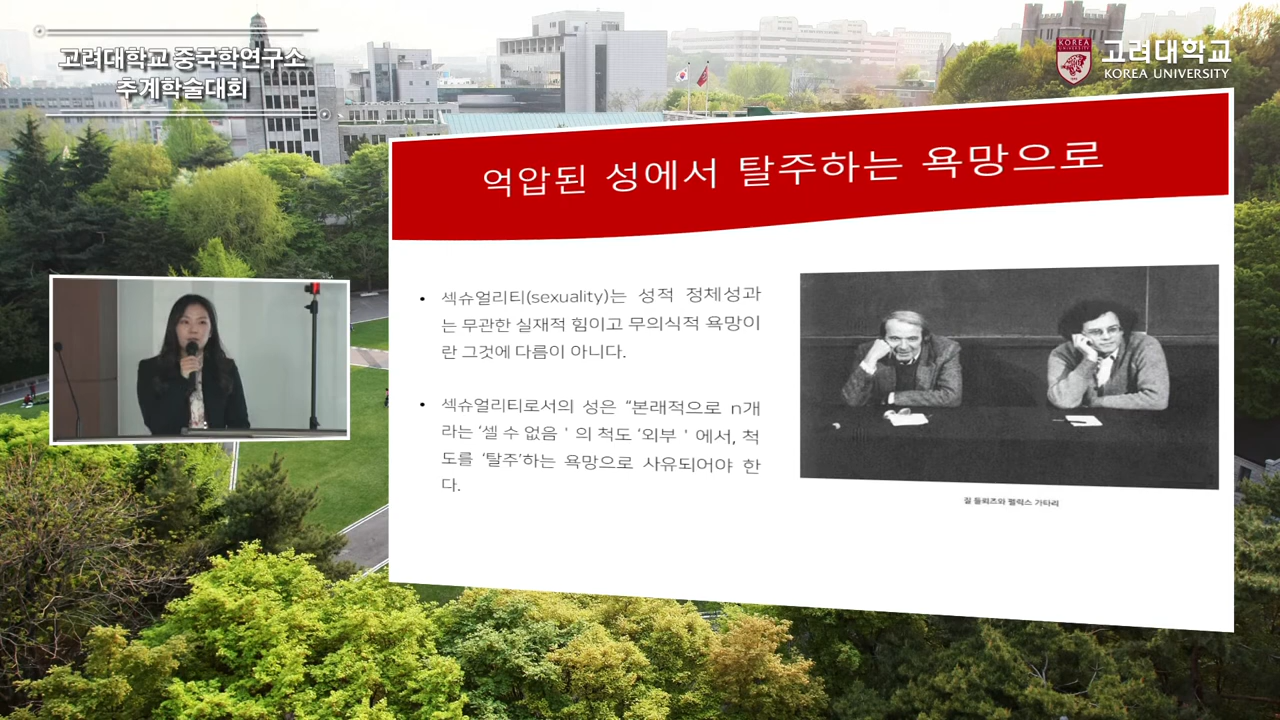 고려대학교 중국학연구소
추계학술대회
KOREA
UNIVERSITY
고려대학교
KOREA UNIVERSITY
억압된 성에서 탈주하는 욕망으로
• 섹슈얼리티(sexuality)는 성적 정체성과
는 무관한 실재적 힘이고 무의식적 욕망이
란 그것에 다름이 아니다.
• 섹슈얼리티로서의 성은 “본래적으로 n개
라는 ‘셀 수 없음 ' 의 척도 ‘외부 ' 에서, 척
도를 ‘탈주’하는 욕망으로 사유되어야 한
다.
질 들뢰즈와 펠릭스 가타리